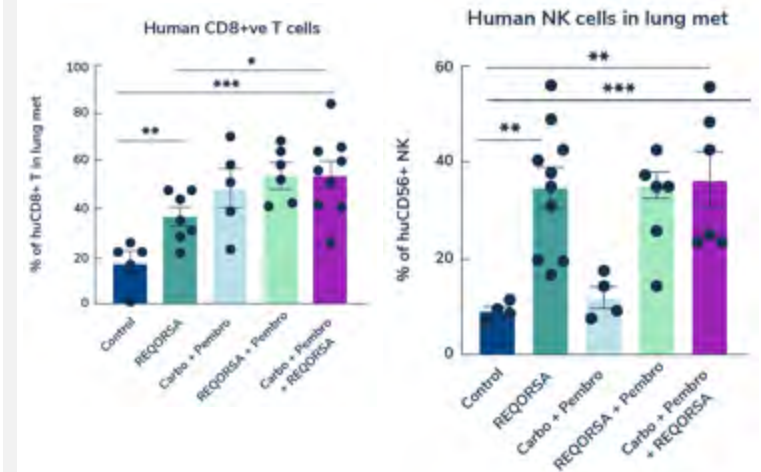 Human CD8+ve T cells
% of huCD8+ T in lung met
100
80
60
40
20
0
*
***
**
Control
REQORSA
Carbo + Pembro
REQORSA + Pembro
Carbo + Pembro
+ REQORSA
Human NK cells in lung met
% of huCD56+ NK
60
40
20
0
**
***
**
Control
REQORSA
Carbo + Pembro
REQORSA + Pembro
Carbo + Pembro
+ REQORSA